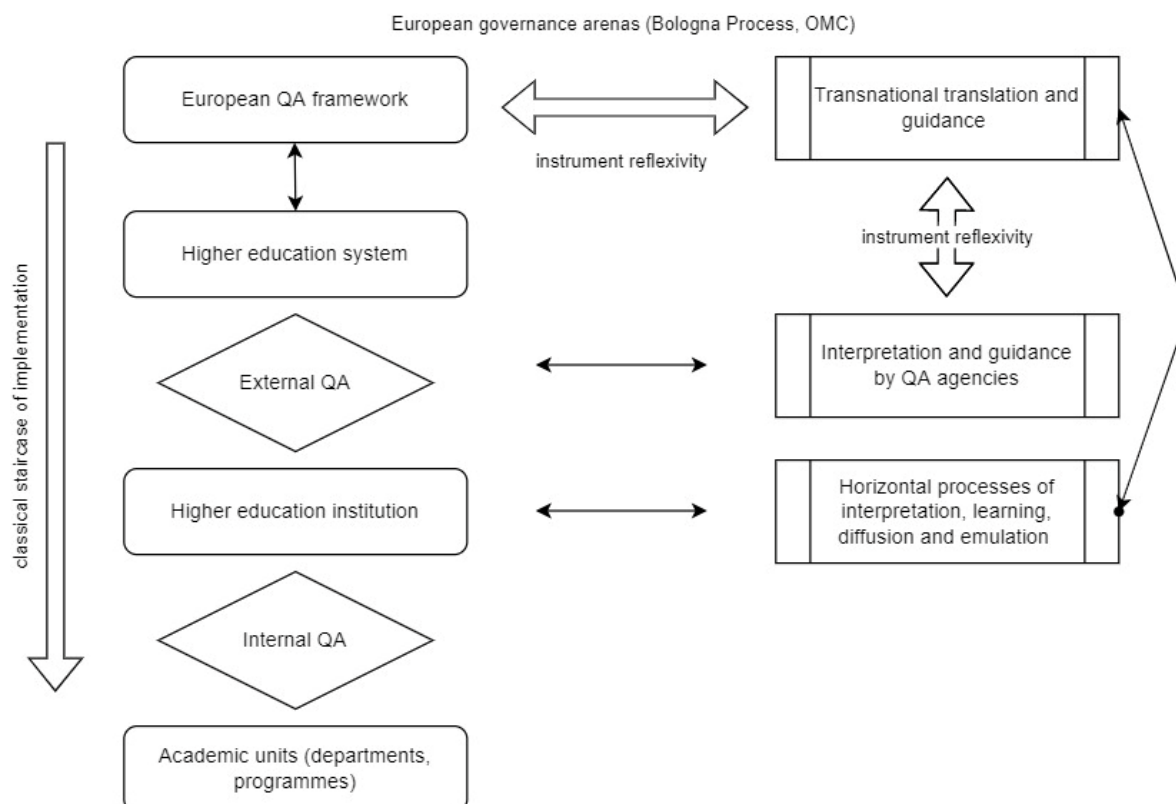 European governance arenas (Bologna Process, OMC)
European QA framework
Transnational translation and
guidance
instrument reflexivity
Higher education system
instrument reflexivity
classical staircase of implementation
External QA
Interpretation and guidance
by QA agencies
Higher education institution
Horizontal processes of
interpretation, learning,
diffusion and emulation
Internal QA
Academic units (departments,
programmes)